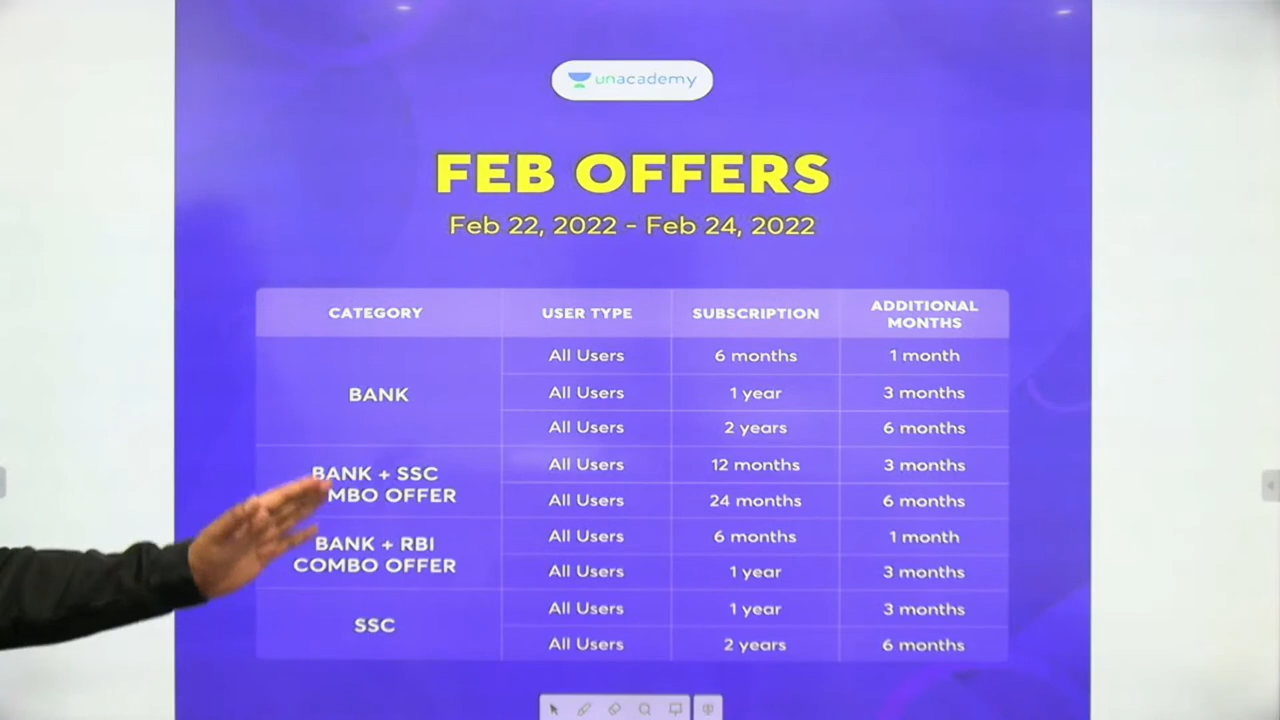 unacademy
FEB OFFERS
Feb 22, 2022 - Feb 24, 2022
CATEGORY USER TYPE SUBSCRIPTION ADDITIONAL MONTHS
BANK
All Users 6 months 1 month
All Users 1 year 3 months
All Users 2 years 6 months
BANK + SSC
MBO OFFER
All Users 12 months 3 months
All Users 24 months 6 months
BANK + RBI
COMBO OFFER
All Users 6 months 1 month
All Users 1 year 3 months
SSC
All Users 1 year 3 months
All Users 2 years 6 months